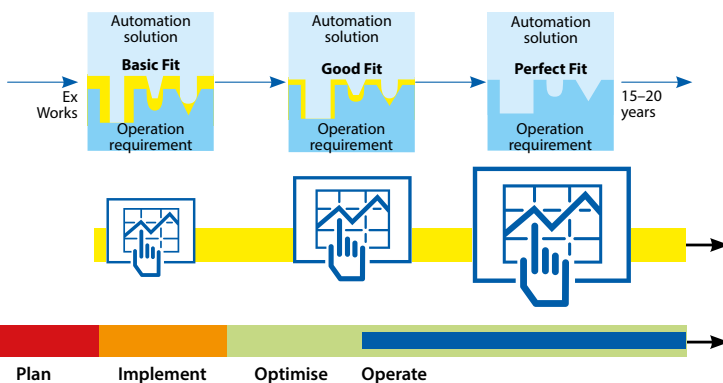 Automation
solution
Basic Fit
Operation
requirement
Automation
solution
Good Fit
Operation
requirement
Automation
solution
Perfect Fit
Operation
requirement
Ex
Works
15–20
years
Plan
Implement
Optimise
Operate